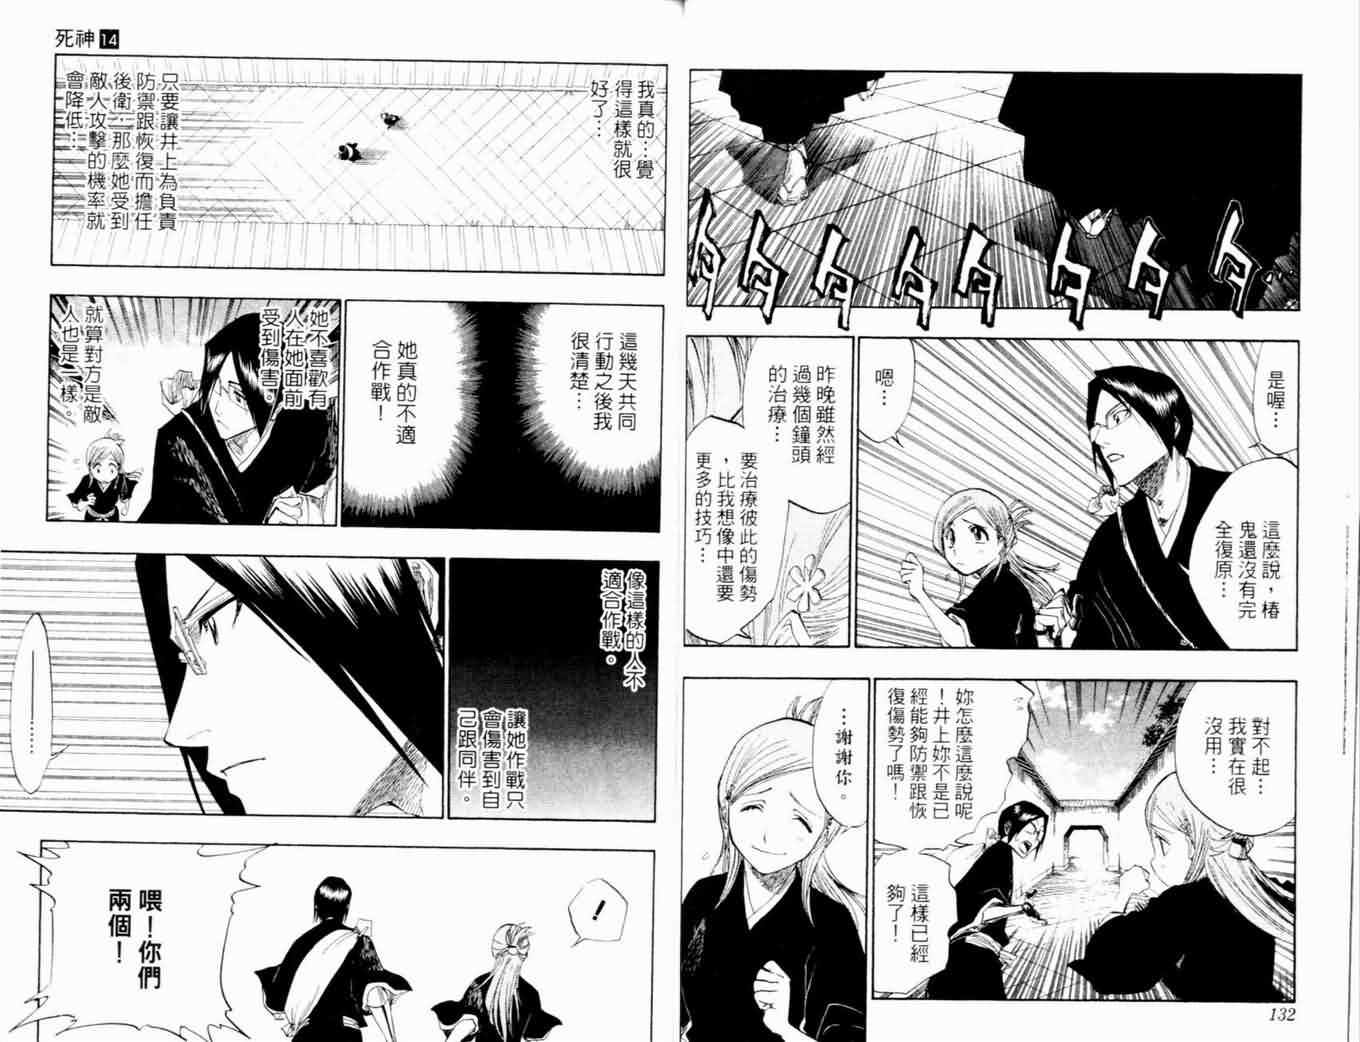 死神 14
タタタタタタタタ…
是喔…
這麼說，椿
鬼還沒有完
全復原…
嗯…
昨晚雖然經
過幾個鐘頭
的治療…
要治療彼此的傷勢
，比我想像中還要
更多的技巧…
對不起…
我實在很
沒用…
妳怎麼這麼說呢
！井上妳不是已
經能夠防禦跟恢
復傷勢了嗎！
這樣已經
夠了！
…謝謝你。
132
我真的…覺
得這樣就很
好了…
只要讓井上為負責
防禦跟恢復而擔任
後衛…那麼她受到
敵人攻擊的機率就
會降低…
這幾天共同
行動之後我
很清楚…
她真的不適
合作戰！
她不喜歡有
人在她面前
受到傷害。
就算對方是敵
人也是一樣。
像這樣的人不
適合作戰。
讓她作戰只
會傷害到自
己跟同伴。
…………
！
喂！你們
兩個！